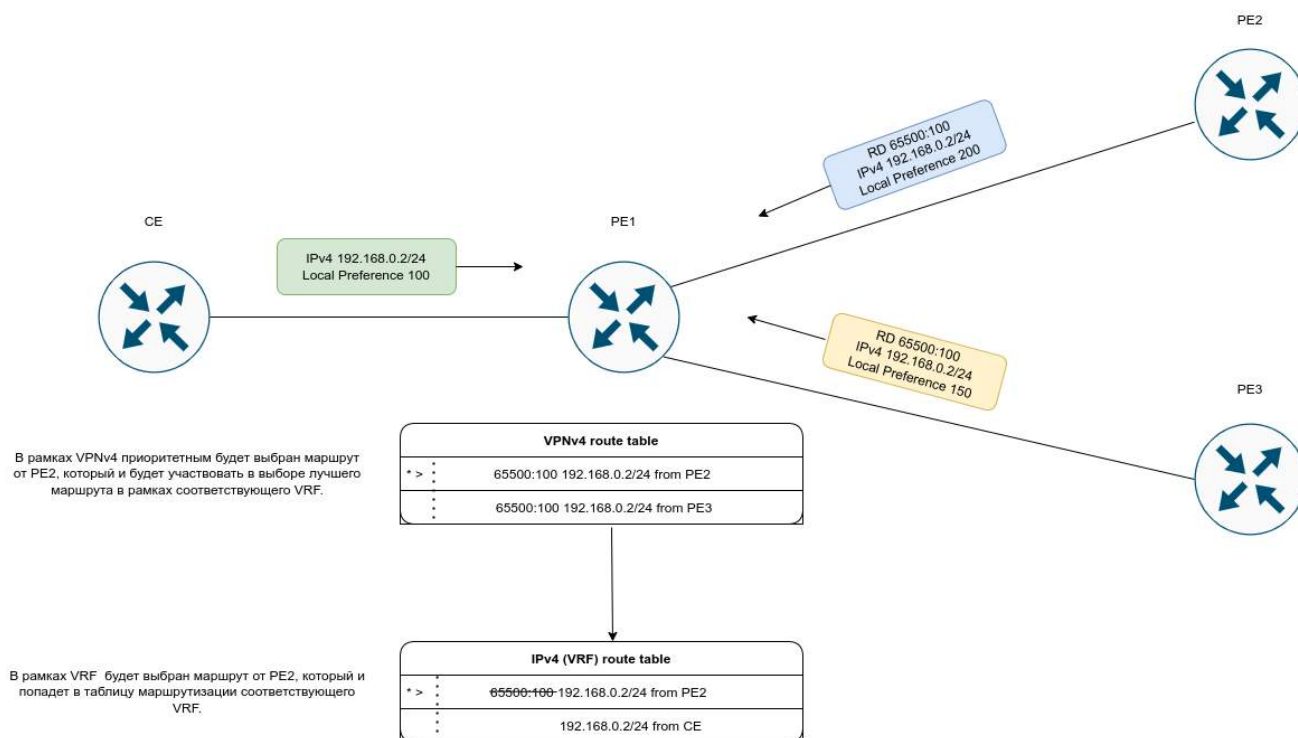 PE2
RD 65500:100
IPv4 192.168.0.2/24
Local Preference 200
CE
PE1
IPv4 192.168.0.2/24
Local Preference 100
RD 65500:100
IPv4 192.168.0.2/24
Local Preference 150
PE3
В рамках VPNv4 приоритетным будет выбран маршрут
от PE2, который и будет участвовать в выборе лучшего
маршрута в рамках соответствующего VRF.
VPNv4 route table
* > 65500:100 192.168.0.2/24 from PE2
65500:100 192.168.0.2/24 from PE3
В рамках VRF будет выбран маршрут от PE2, который и
попадет в таблицу маршрутизации соответствующего
VRF.
IPv4 (VRF) route table
* > 65500:100 192.168.0.2/24 from PE2
192.168.0.2/24 from CE